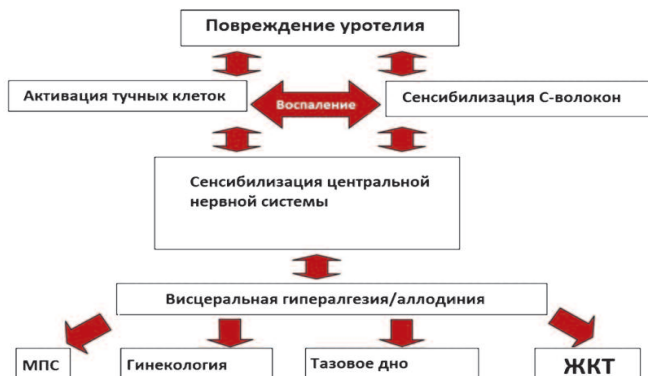 Повреждение уротелия
Активация тучных клеток
Воспаление
Сенсибилизация С-волокон
Сенсибилизация центральной
нервной системы
Висцеральная гипералгезия/аллодиния
МПС
Гинекология
Тазовое дно
ЖКТ